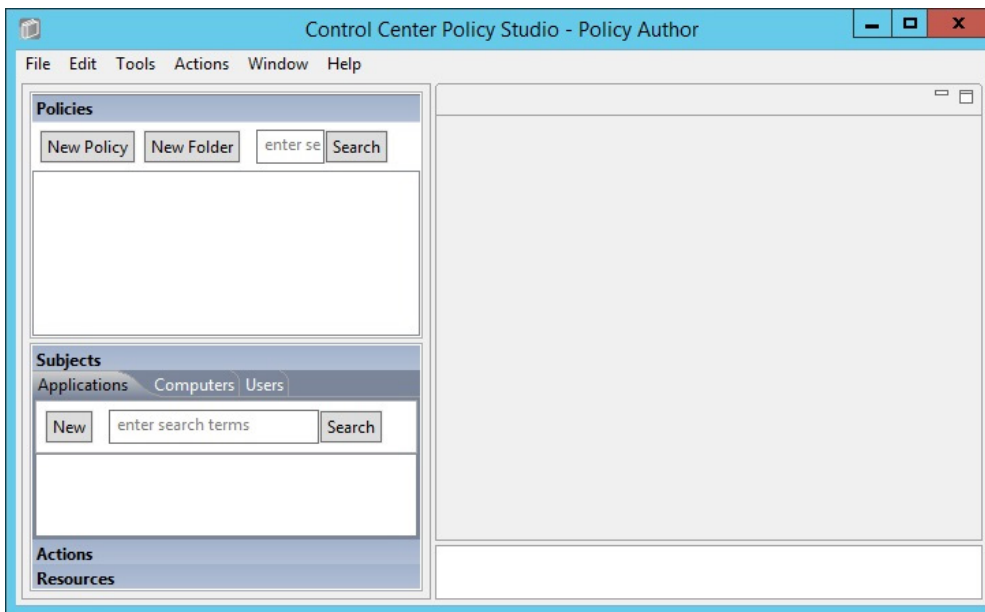 Control Center Policy Studio - Policy Author
File Edit Tools Actions Window Help
Policies
New Policy New Folder enter se Search
Subjects
Applications Computers Users
New enter search terms Search
Actions
Resources